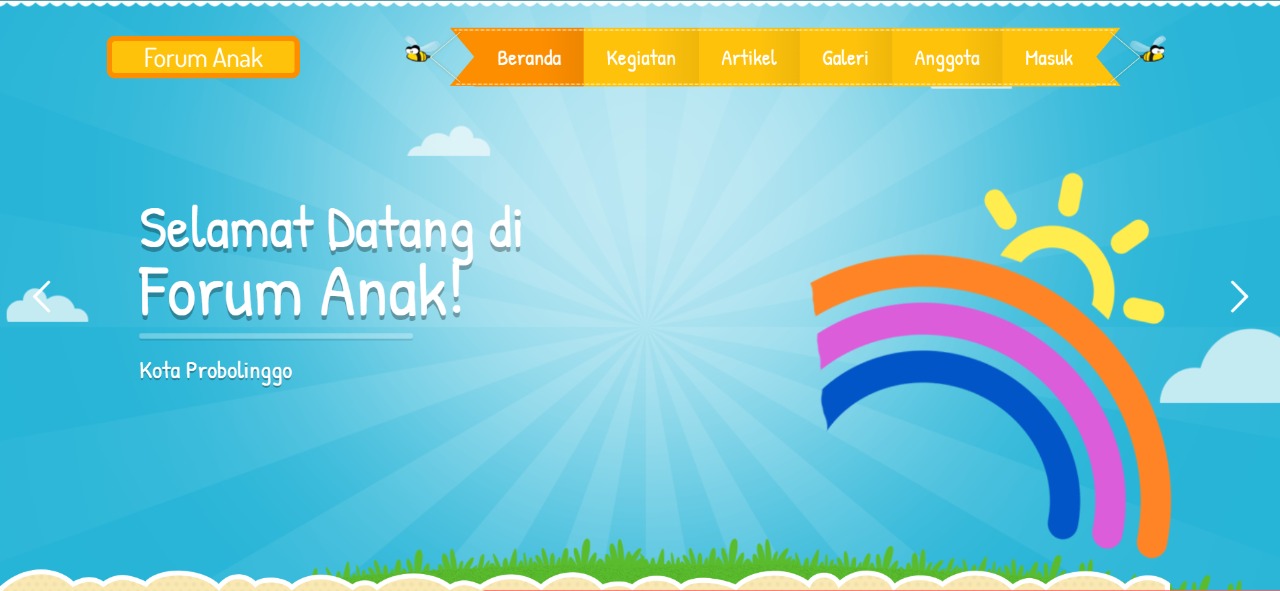 Forum Anak
Beranda Kegiatan Artikel Galeri Anggota Masuk
Selamat Datang di
Forum Anak!
Kota Probolinggo